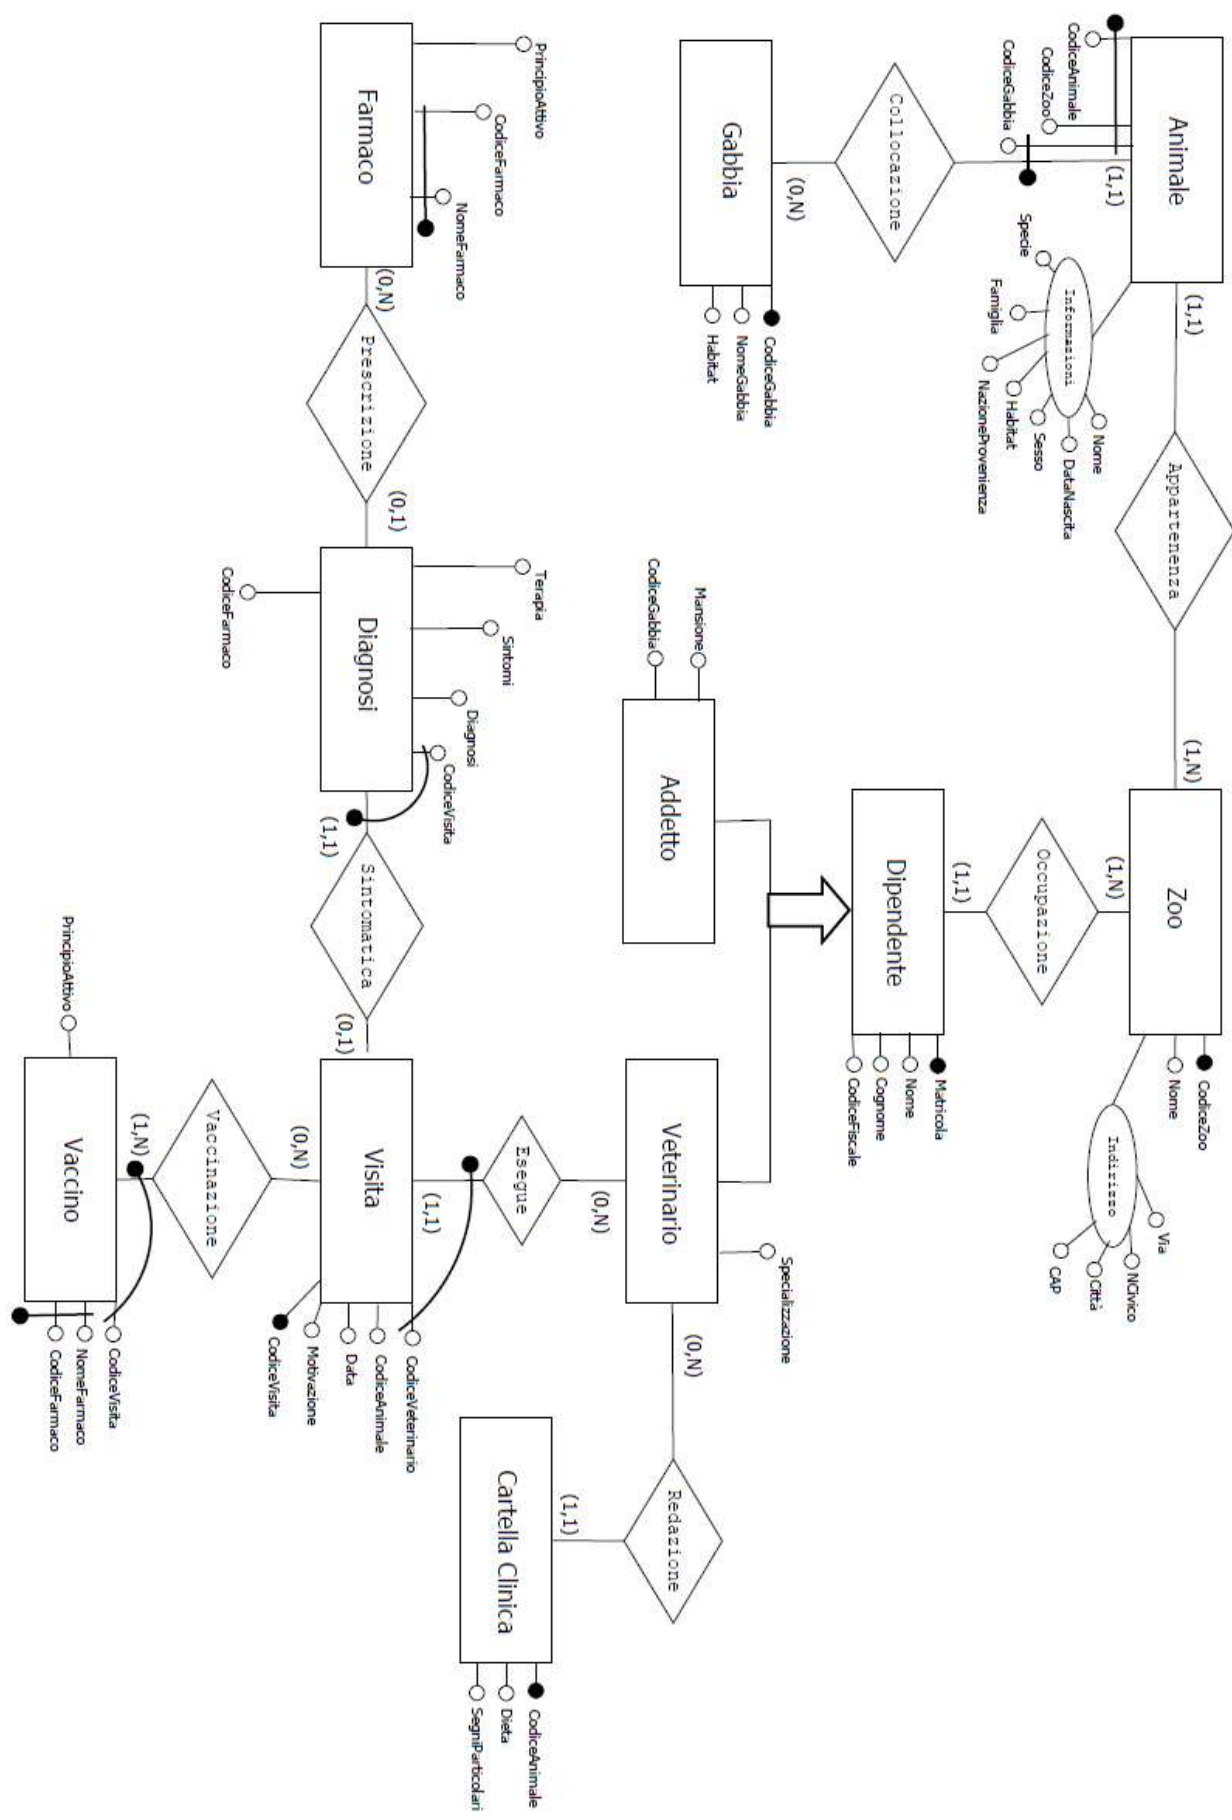 Animale
(1,1)
Appartenenza
(1,N)
Zoo
CodiceZoo
Nome
Indirizzo
Via
NCivico
Città
CAP
CodiceAnimale
CodiceZoo
CodiceGabbia
(1,1)
Informazioni
Nome
DataNascita
Sesso
Habitat
NazioneProvenienza
Famiglia
Specie
Collocazione
(0,N)
Gabbia
CodiceGabbia
NomeGabbia
Habitat
(1,N)
Occupazione
(1,1)
Dipendente
Matricola
Nome
Cognome
CodiceFiscale
Mansione
CodiceGabbia
Addetto
Veterinario
Specializzazione
(0,N)
Redazione
(1,1)
Cartella Clinica
CodiceAnimale
Dieta
SegniParticolari
(0,N)
Esegue
(1,1)
Visita
CodiceVeterinario
CodiceAnimale
Data
Motivazione
CodiceVisita
PrincipioAttivo
CodiceFarmaco
NomeFarmaco
Farmaco
(0,N)
Prescrizione
(0,1)
Diagnosi
Terapia
Sintomi
Diagnosi
CodiceVisita
CodiceFarmaco
(1,1)
Sintomatica
(0,1)
(0,N)
Vaccinazione
(1,N)
PrincipioAttivo
Vaccino
CodiceVisita
NomeFarmaco
CodiceFarmaco